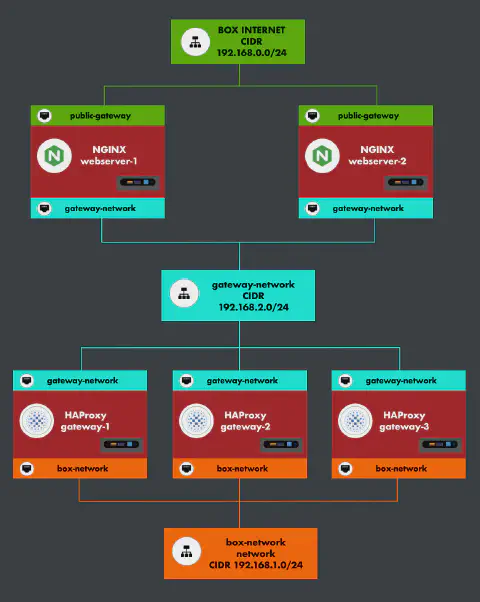 BOX INTERNET
CIDR
192.168.0.0/24
public-gateway
NGINX
webserver-1
gateway-network
public-gateway
NGINX
webserver-2
gateway-network
gateway-network
CIDR
192.168.2.0/24
gateway-network
HAProxy
gateway-1
box-network
gateway-network
HAProxy
gateway-2
box-network
gateway-network
HAProxy
gateway-3
box-network
box-network
network
CIDR 192.168.1.0/24